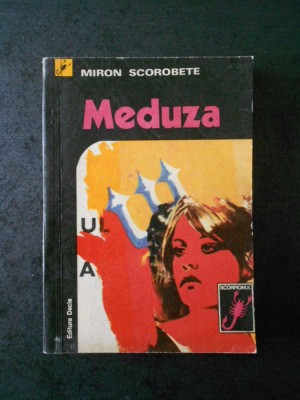 MIRON SCOROBETE
Meduza
UL
A
SCORPIONUL
Editura Dacia